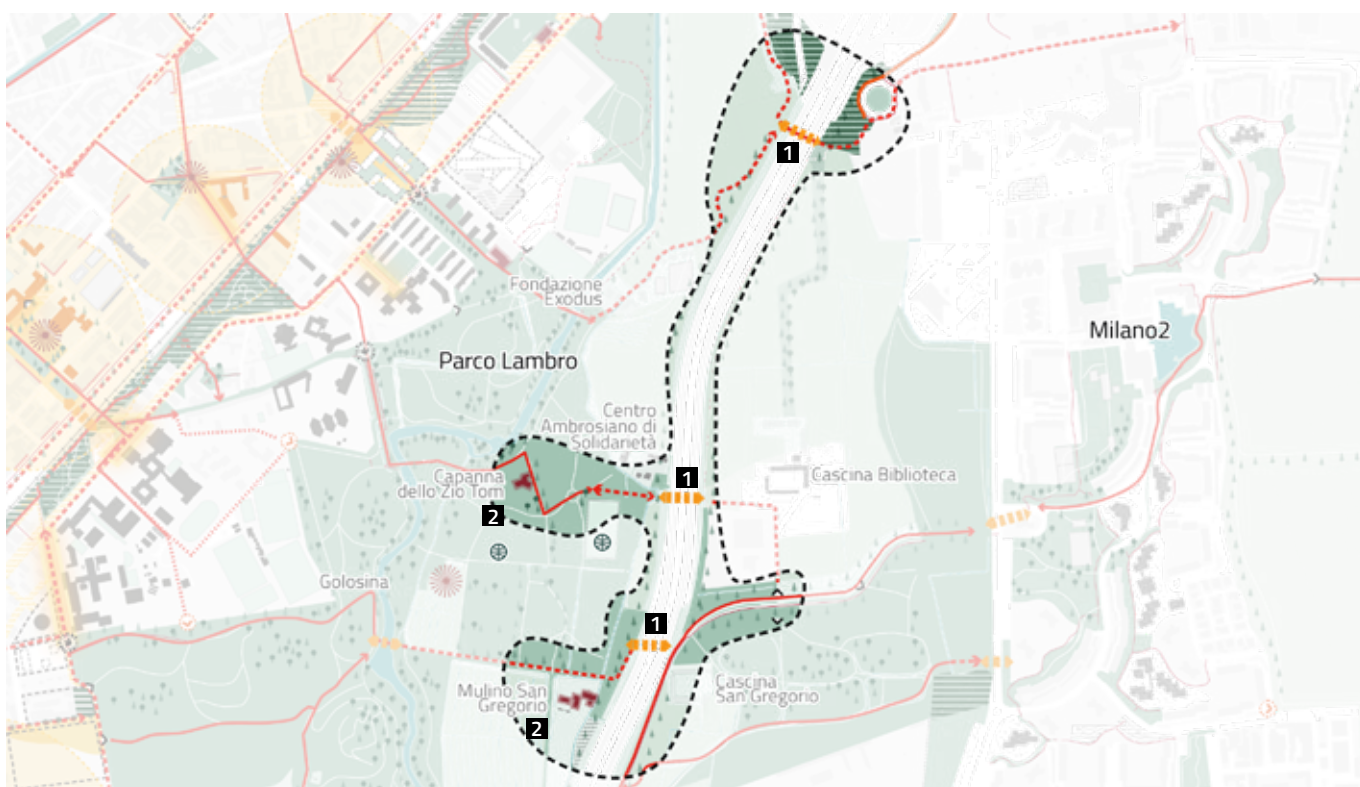 1
Fondazione
Exodus
Milano2
Parco Lambro
Centro
Ambrosiano di
Solidarietà
Capanna
dello Zio Tom
1
Cascina Biblioteca
2
Golosina
1
Mulino San
Gregorio
Cascina
San Gregorio
2